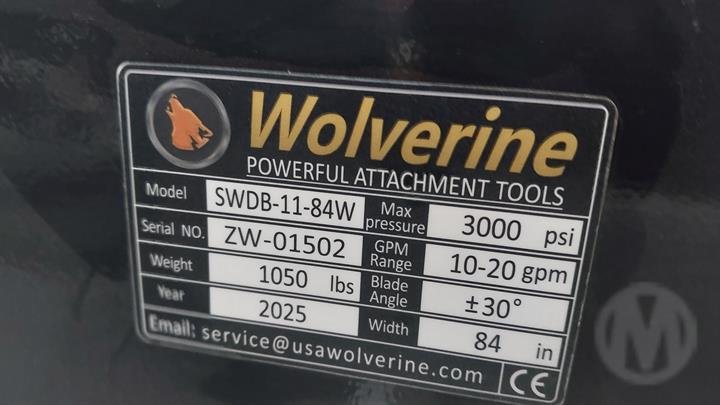 Wolverine
POWERFUL ATTACHMENT TOOLS
Model SWDB-11-84W Max pressure 3000 psi
Serial NO. ZW-01502 GPM Range 10-20 gpm
Weight 1050 lbs Blade Angle ±30°
Year 2025 Width 84 in
Email: service@usawolverine.com CE
M